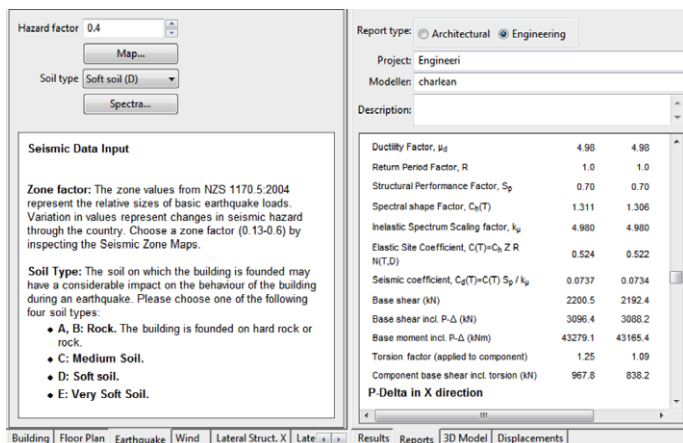 Hazard factor 0.4
Map...
Soil type Soft soil (D)
Spectra...
Seismic Data Input
Zone factor: The zone values from NZS 1170.5:2004
represent the relative sizes of basic earthquake loads.
Variation in values represent changes in seismic hazard
through the country. Choose a zone factor (0.13-0.6) by
inspecting the Seismic Zone Maps.
Soil Type: The soil on which the building is founded may
have a considerable impact on the behaviour of the building
during an earthquake. Please choose one of the following
four soil types:
◆ A, B: Rock. The building is founded on hard rock or
rock.
◆ C: Medium Soil.
◆ D: Soft soil.
◆ E: Very Soft Soil.
Building Floor Plan Earthquake Wind Lateral Struct. X Late
Report type: Architectural Engineering
Project: Engineeri
Modeller: charlean
Description:
Ductility Factor, μd 4.98 4.98
Return Period Factor, R 1.0 1.0
Structural Performance Factor, Sp 0.70 0.70
Spectral shape Factor, Ch(T) 1.311 1.306
Inelastic Spectrum Scaling factor, kμ 4.980 4.980
Elastic Site Coefficient, C(T)=Ch Z R
N(T,D) 0.524 0.522
Seismic coefficient, Cd(T)=C(T) Sp / kμ 0.0737 0.0734
Base shear (kN) 2200.5 2192.4
Base shear incl. P-Δ (kN) 3096.4 3088.2
Base moment incl. P-Δ (kNm) 43279.1 43165.4
Torsion factor (applied to component) 1.25 1.09
Component base shear incl. torsion (kN) 967.8 838.2
P-Delta in X direction
Results Reports 3D Model Displacements